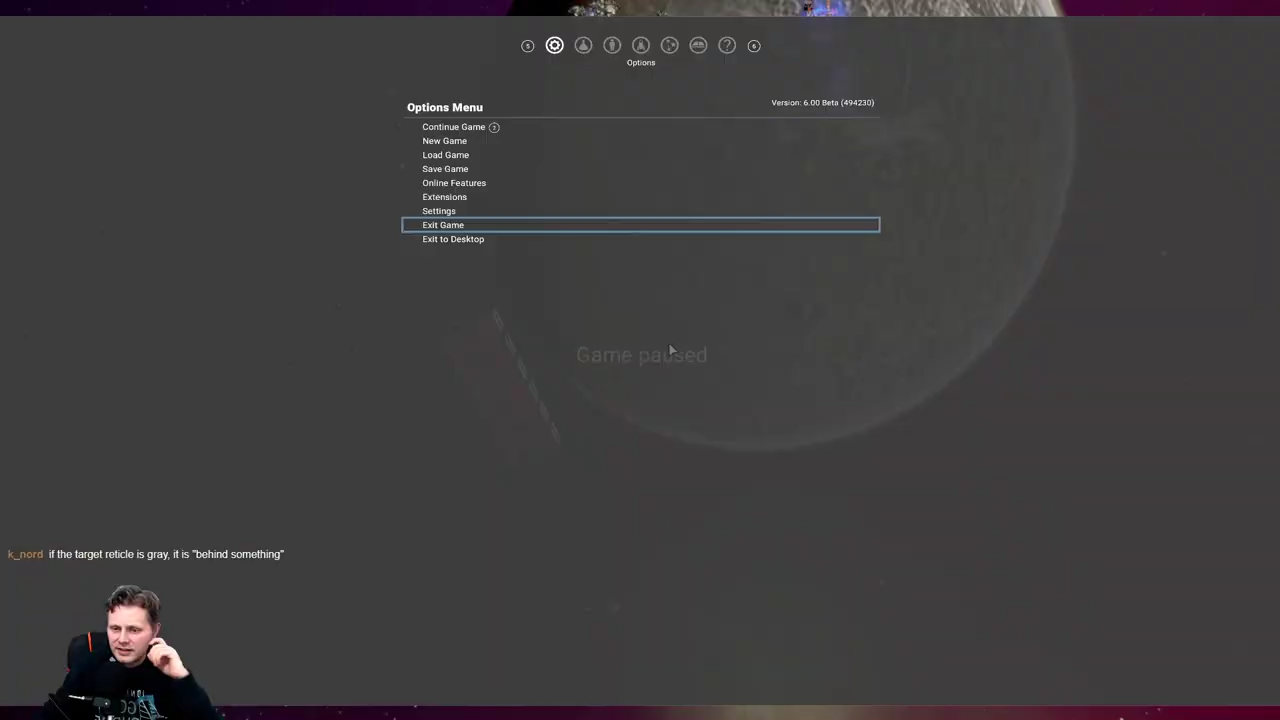 5
6
Options
Options Menu
Version: 6.00 Beta (494230)
Continue Game
New Game
Load Game
Save Game
Online Features
Extensions
Settings
Exit Game
Exit to Desktop
Game paused
k_nord if the target reticle is gray, it is "behind something"